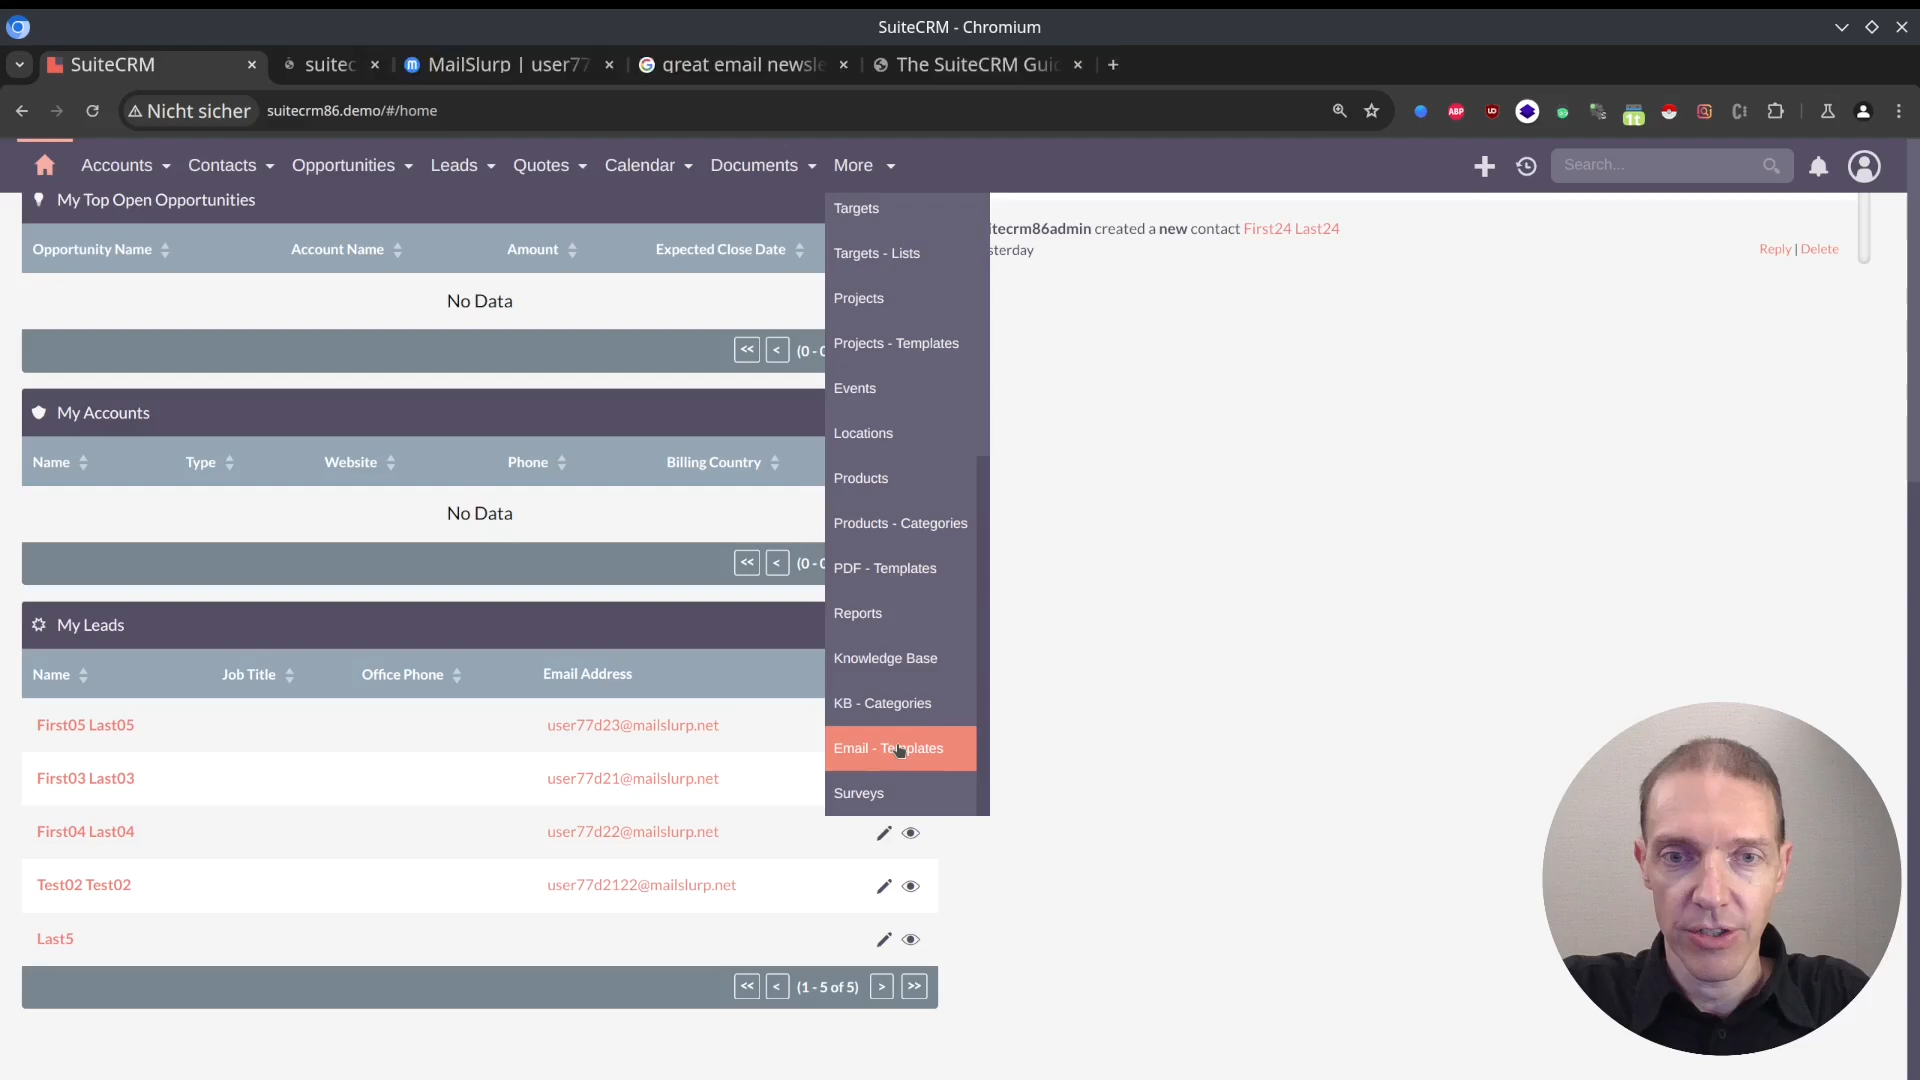 SuiteCRM - Chromium
SuiteCRM
suitec
MailSlurp | user77
great email newsle
The SuiteCRM Gui
Nicht sicher
suitecrm86.demo/#/home
ABP
1t
Accounts
Contacts
Opportunities
Leads
Quotes
Calendar
Documents
More
Search...
My Top Open Opportunities
Opportunity Name
Account Name
Amount
Expected Close Date
No Data
<< < (0 - 0
My Accounts
Name
Type
Website
Phone
Billing Country
No Data
<< < (0 - 0
My Leads
Name
Job Title
Office Phone
Email Address
First05 Last05 user77d23@mailslurp.net
First03 Last03 user77d21@mailslurp.net
First04 Last04 user77d22@mailslurp.net
Test02 Test02 user77d2122@mailslurp.net
Last5
<< < (1 - 5 of 5) > >>
Targets
Targets - Lists
Projects
Projects - Templates
Events
Locations
Products
Products - Categories
PDF - Templates
Reports
Knowledge Base
KB - Categories
Email - Templates
Surveys
itecrm86admin created a new contact First24 Last24
sterday
Reply | Delete